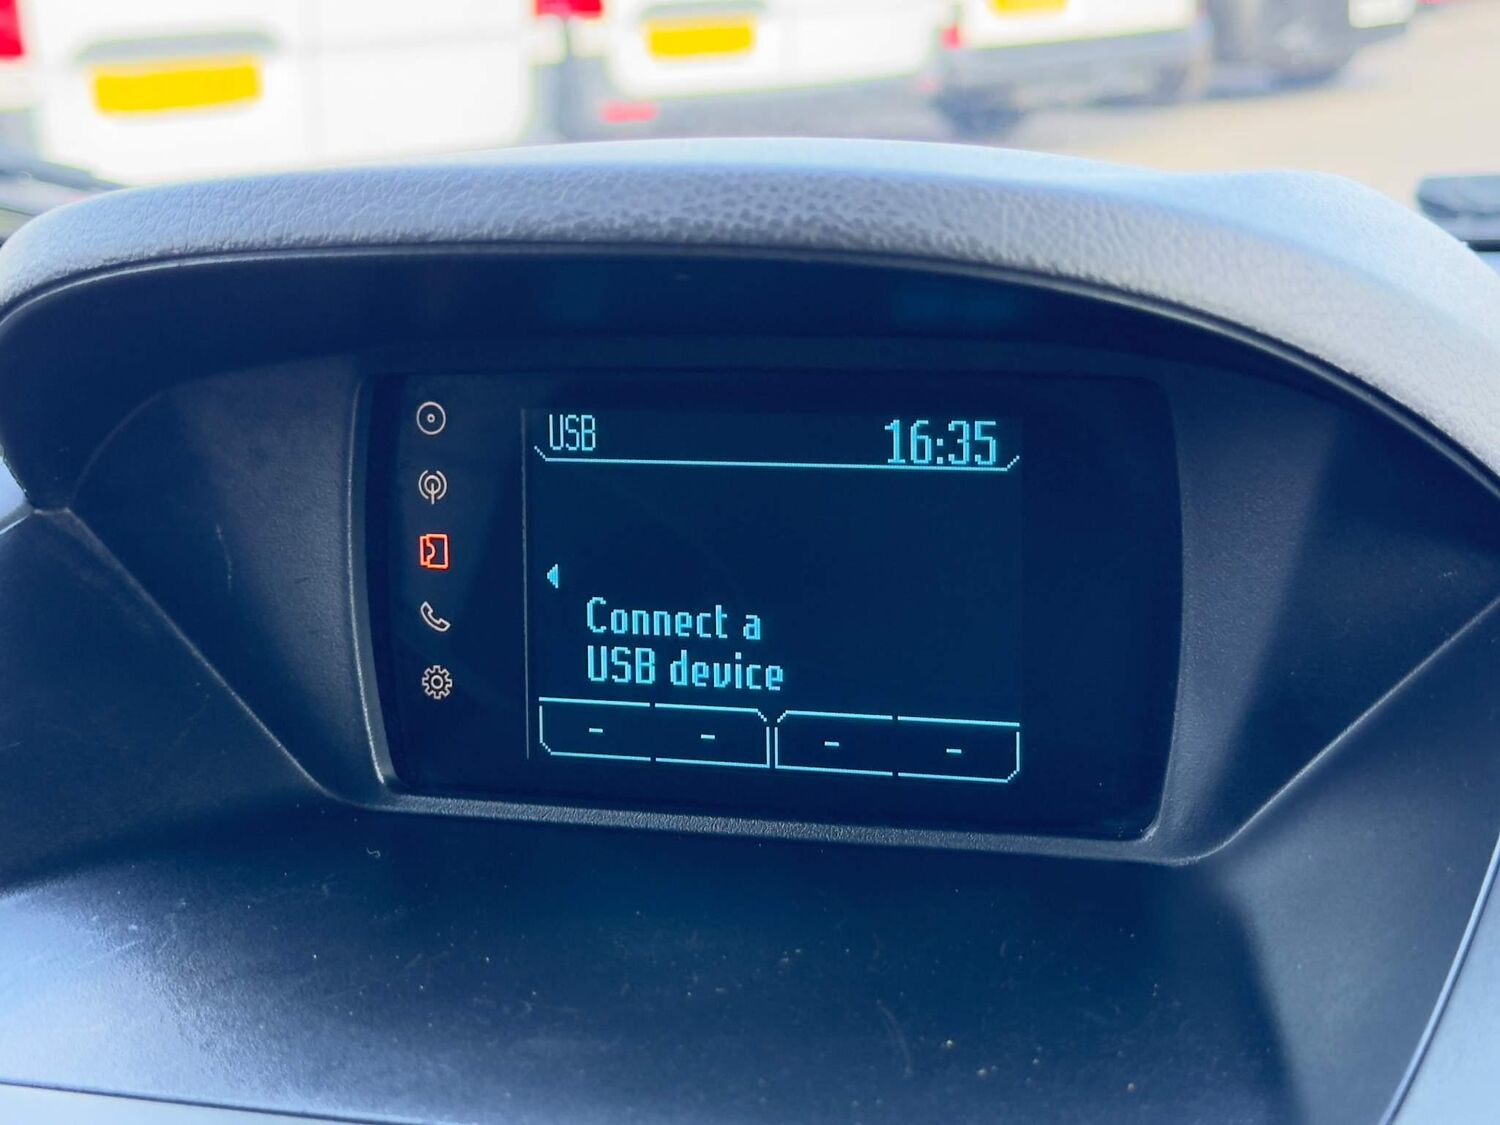 USB 16:35
Connect a
USB device
- - - -